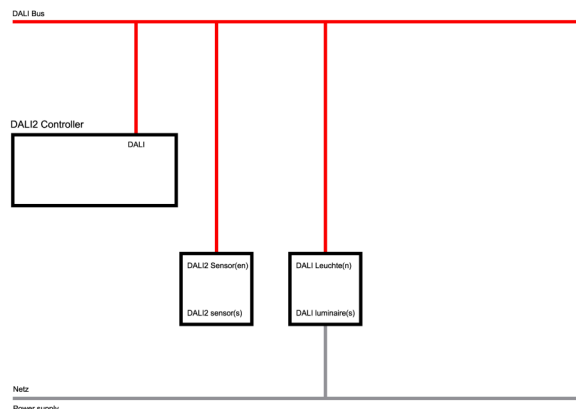 DALI Bus
DALI2 Controller
DALI
DALI2 Sensor(en)
DALI2 sensor(s)
DALI Leuchte(n)
DALI luminaire(s)
Netz
Power supply